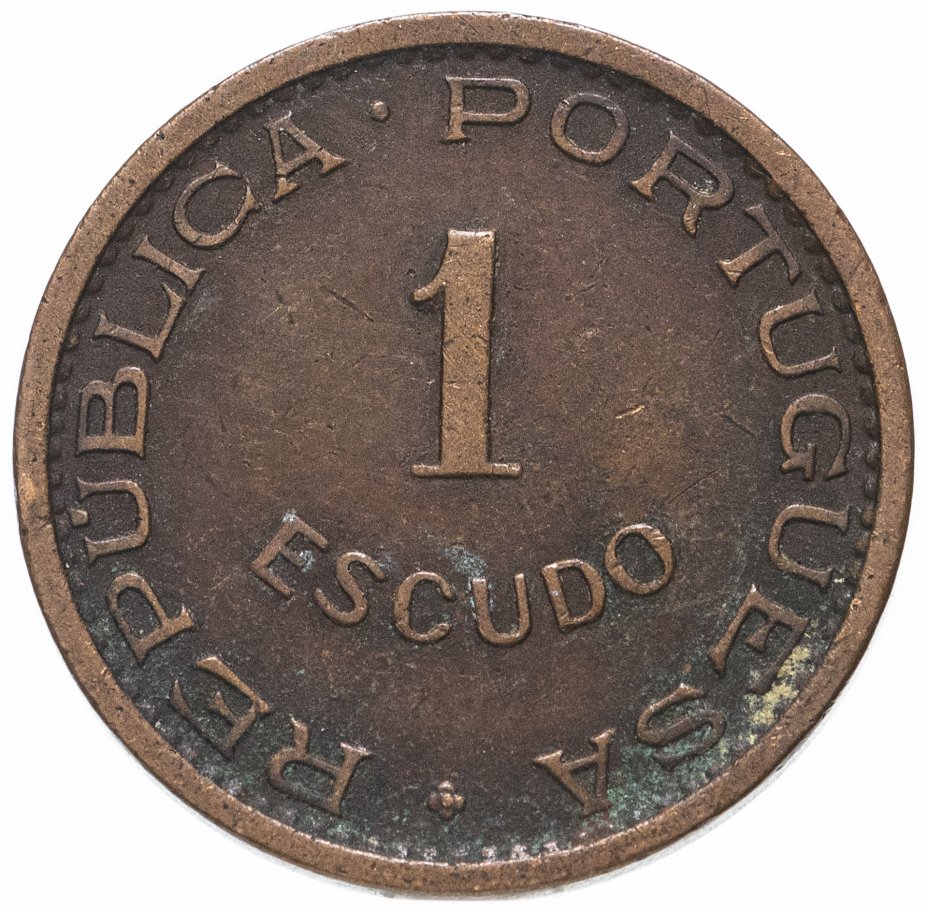 REPÚBLICA · PORTUGUESA
1
ESCUDO